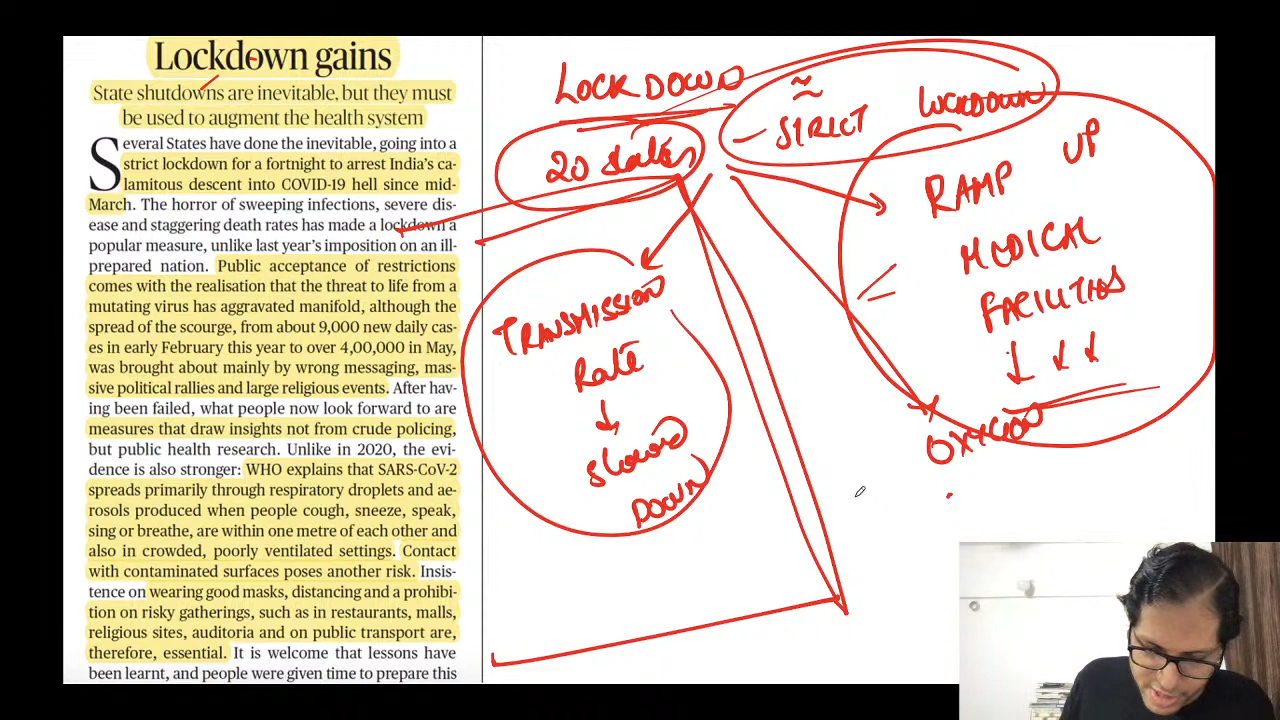 Lockdown gains
State shutdowns are inevitable, but they must
be used to augment the health system
Several States have done the inevitable, going into a
strict lockdown for a fortnight to arrest India's ca-
lamitous descent into COVID-19 hell since mid-
March. The horror of sweeping infections, severe dis-
ease and staggering death rates has made a lockdown a
popular measure, unlike last year's imposition on an ill-
prepared nation. Public acceptance of restrictions
comes with the realisation that the threat to life from a
mutating virus has aggravated manifold, although the
spread of the scourge, from about 9,000 new daily cas-
es in early February this year to over 4,00,000 in May,
was brought about mainly by wrong messaging, mas-
sive political rallies and large religious events. After hav-
ing been failed, what people now look forward to are
measures that draw insights not from crude policing,
but public health research. Unlike in 2020, the evi-
dence is also stronger: WHO explains that SARS-CoV-2
spreads primarily through respiratory droplets and ae-
rosols produced when people cough, sneeze, speak,
sing or breathe, are within one metre of each other and
also in crowded, poorly ventilated settings. Contact
with contaminated surfaces poses another risk. Insis-
tence on wearing good masks, distancing and a prohibi-
tion on risky gatherings, such as in restaurants, malls,
religious sites, auditoria and on public transport are,
therefore, essential. It is welcome that lessons have
been learnt, and people were given time to prepare this
LOCKDOWN
20 states
- STRICT LOCKDOWN
RAMP UP
MEDICAL
FACILITIES
TRANSMISSION
Rate
slowed
DOWN
OXYGEN